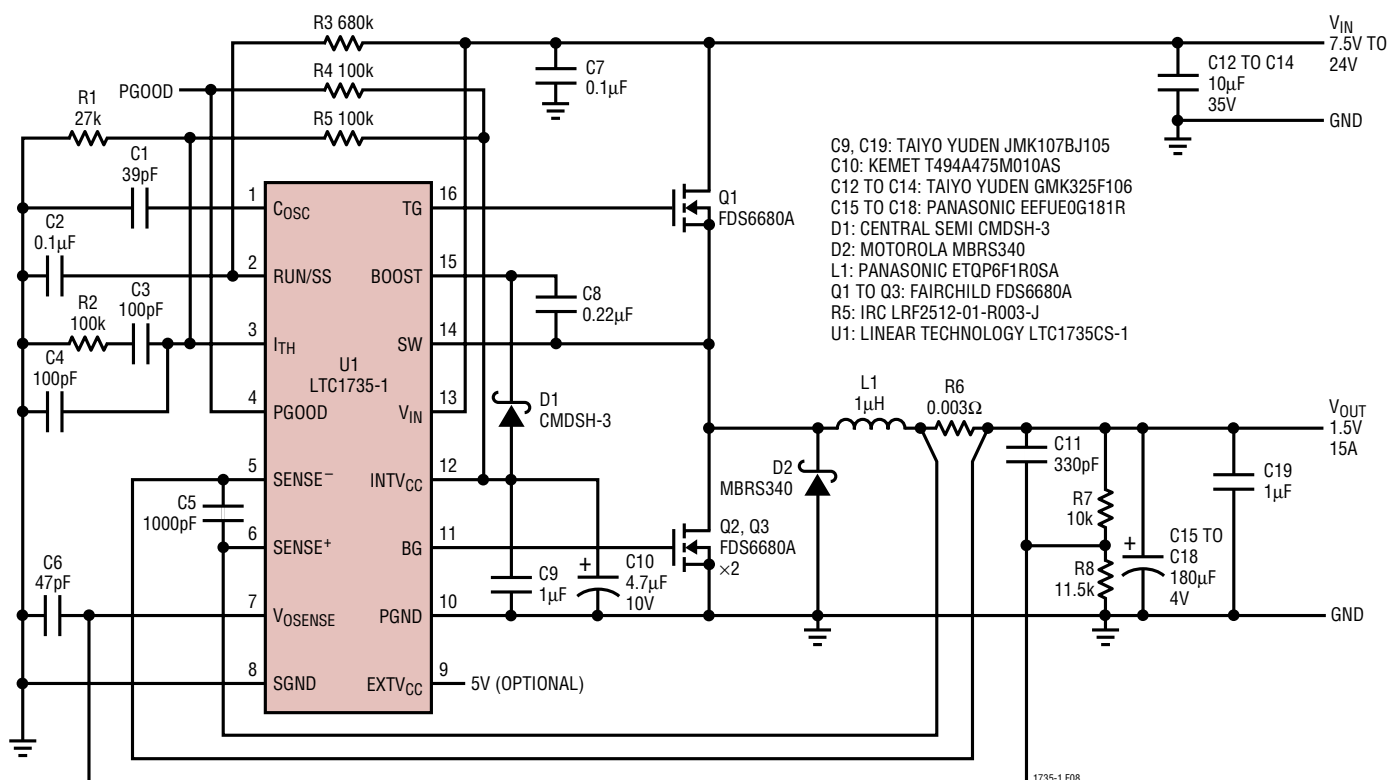 R3 680k
V_IN
7.5V TO
24V
R4 100k
PGOOD
C7
0.1µF
C12 TO C14
10µF
35V
R1
27k
R5 100k
GND
C1
39pF
C9, C19: TAIYO YUDEN JMK107BJ105
C10: KEMET T494A475M010AS
C12 TO C14: TAIYO YUDEN GMK325F106
C15 TO C18: PANASONIC EEFUE0G181R
D1: CENTRAL SEMI CMDSH-3
D2: MOTOROLA MBRS340
L1: PANASONIC ETQP6F1R0SA
Q1 TO Q3: FAIRCHILD FDS6680A
R5: IRC LRF2512-01-R003-J
U1: LINEAR TECHNOLOGY LTC1735CS-1
1
C_OSC
TG
16
Q1
FDS6680A
C2
0.1µF
2
RUN/SS
BOOST
15
C8
0.22µF
R2
100k
C3
100pF
3
I_TH
SW
14
C4
100pF
U1
LTC1735-1
4
PGOOD
V_IN
13
D1
CMDSH-3
L1
1µH
R6
0.003Ω
V_OUT
1.5V
15A
5
SENSE⁻
INTV_CC
12
C5
1000pF
D2
MBRS340
C11
330pF
R7
10k
C19
1µF
6
SENSE⁺
BG
11
Q2, Q3
FDS6680A
×2
C9
1µF
+
C10
4.7µF
10V
R8
11.5k
+
C15 TO
C18
180µF
4V
C6
47pF
7
V_OSENSE
PGND
10
GND
8
SGND
EXTV_CC
9
5V (OPTIONAL)
1735-1 F08